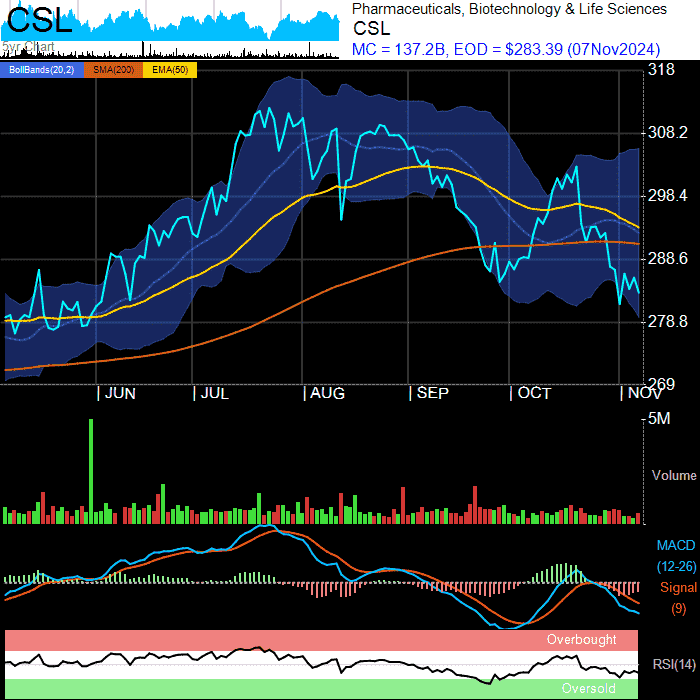 CSL
5yr Chart
Pharmaceuticals, Biotechnology & Life Sciences
CSL
MC = 137.2B, EOD = $283.39 (07Nov2024)
BollBands(20,2) SMA(200) EMA(50)
318
308.2
298.4
288.6
278.8
269
JUN JUL AUG SEP OCT NOV
5M
Volume
MACD
(12-26)
Signal
(9)
Overbought
RSI(14)
Oversold